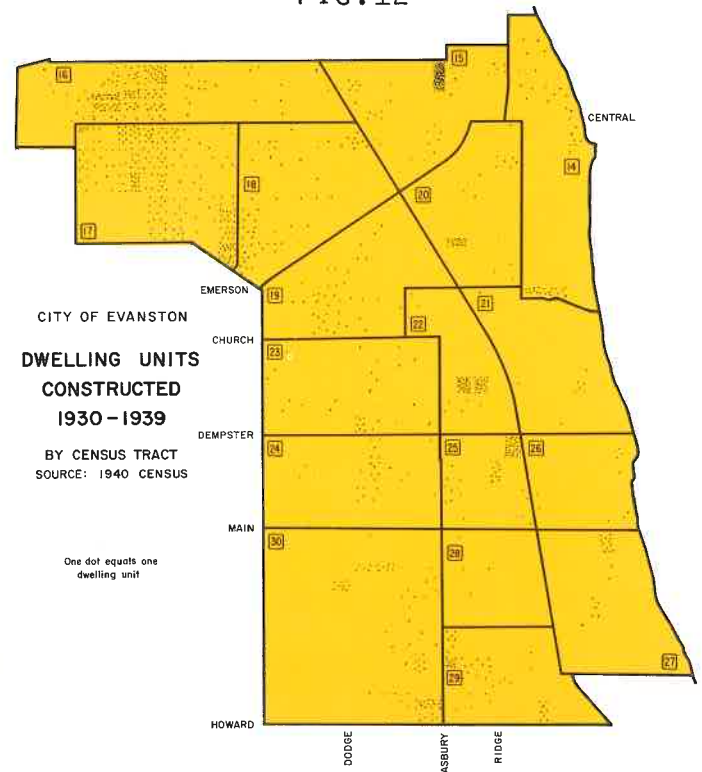 FIG. 12
15
16
CENTRAL
14
18
20
17
EMERSON
19
21
CITY OF EVANSTON
22
CHURCH
23
DWELLING UNITS
CONSTRUCTED
1930-1939
DEMPSTER
24
25
26
BY CENSUS TRACT
SOURCE: 1940 CENSUS
MAIN
30
28
One dot equals one
dwelling unit
27
29
HOWARD
DODGE
ASBURY
RIDGE